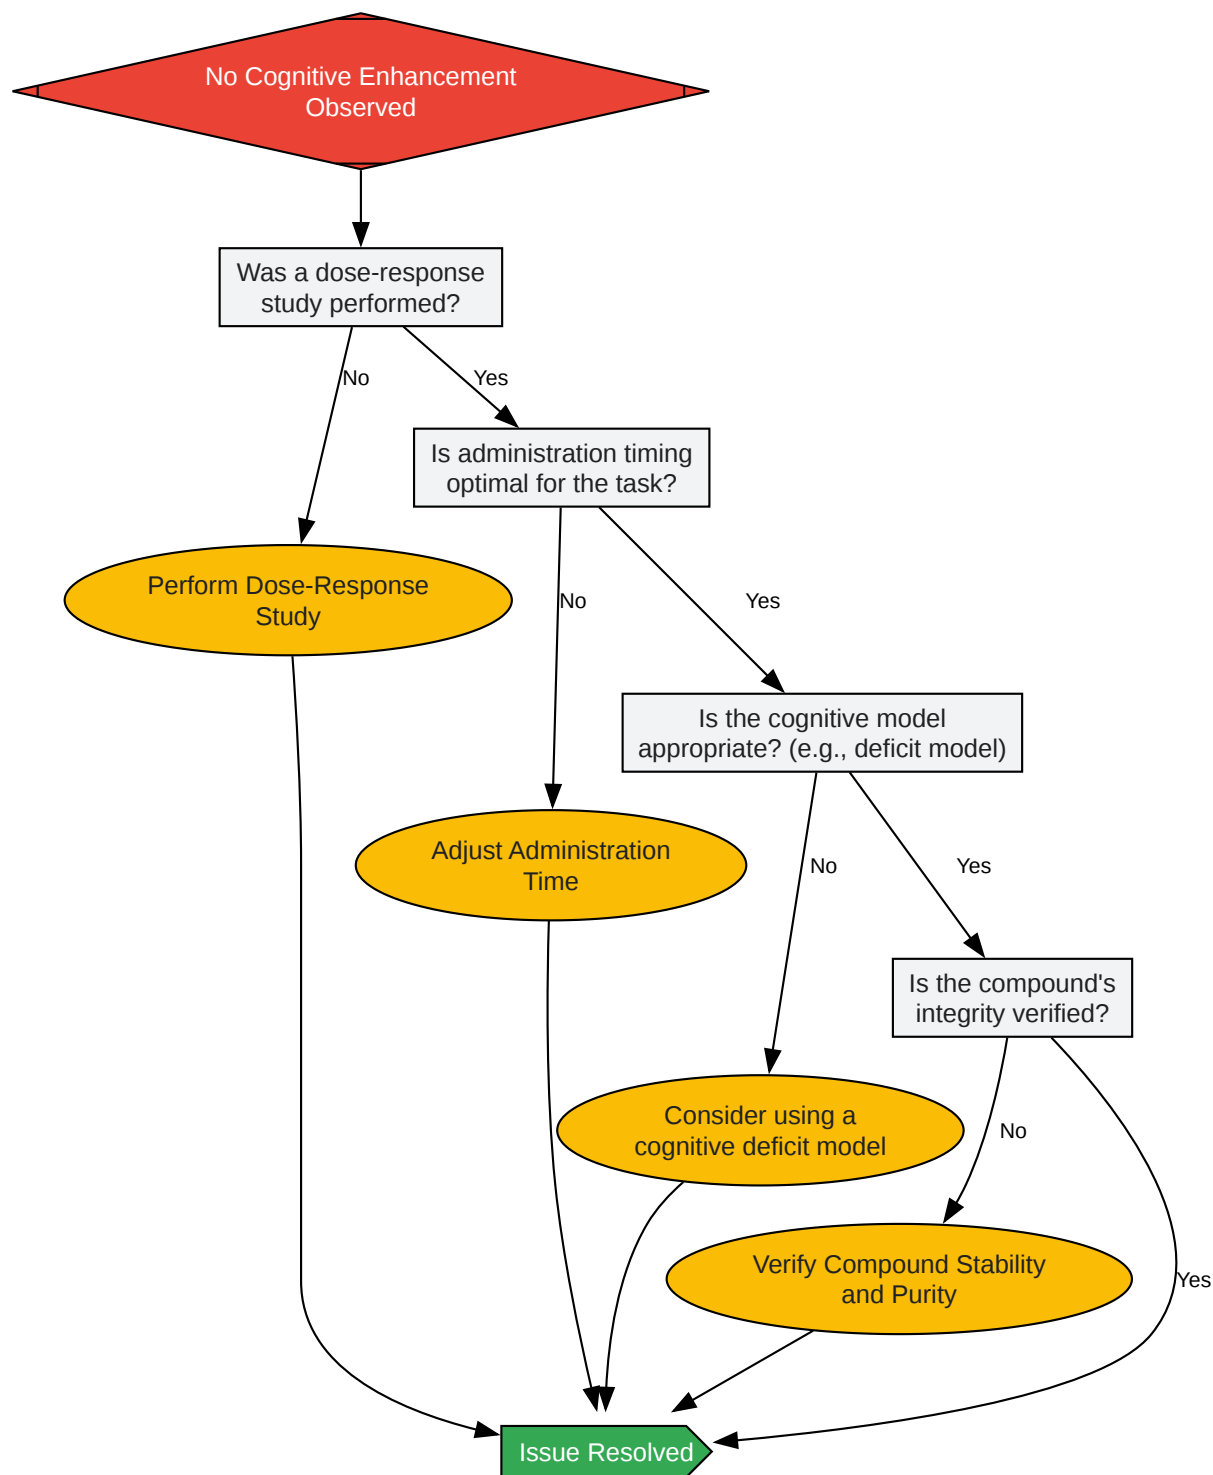 No Cognitive Enhancement
Observed
Was a dose-response
study performed?
No
Yes
Is administration timing
optimal for the task?
Perform Dose-Response
Study
No
Yes
Is the cognitive model
appropriate? (e.g., deficit model)
Adjust Administration
Time
No
Yes
Is the compound's
integrity verified?
Consider using a
cognitive deficit model
No
Verify Compound Stability
and Purity
Yes
Issue Resolved